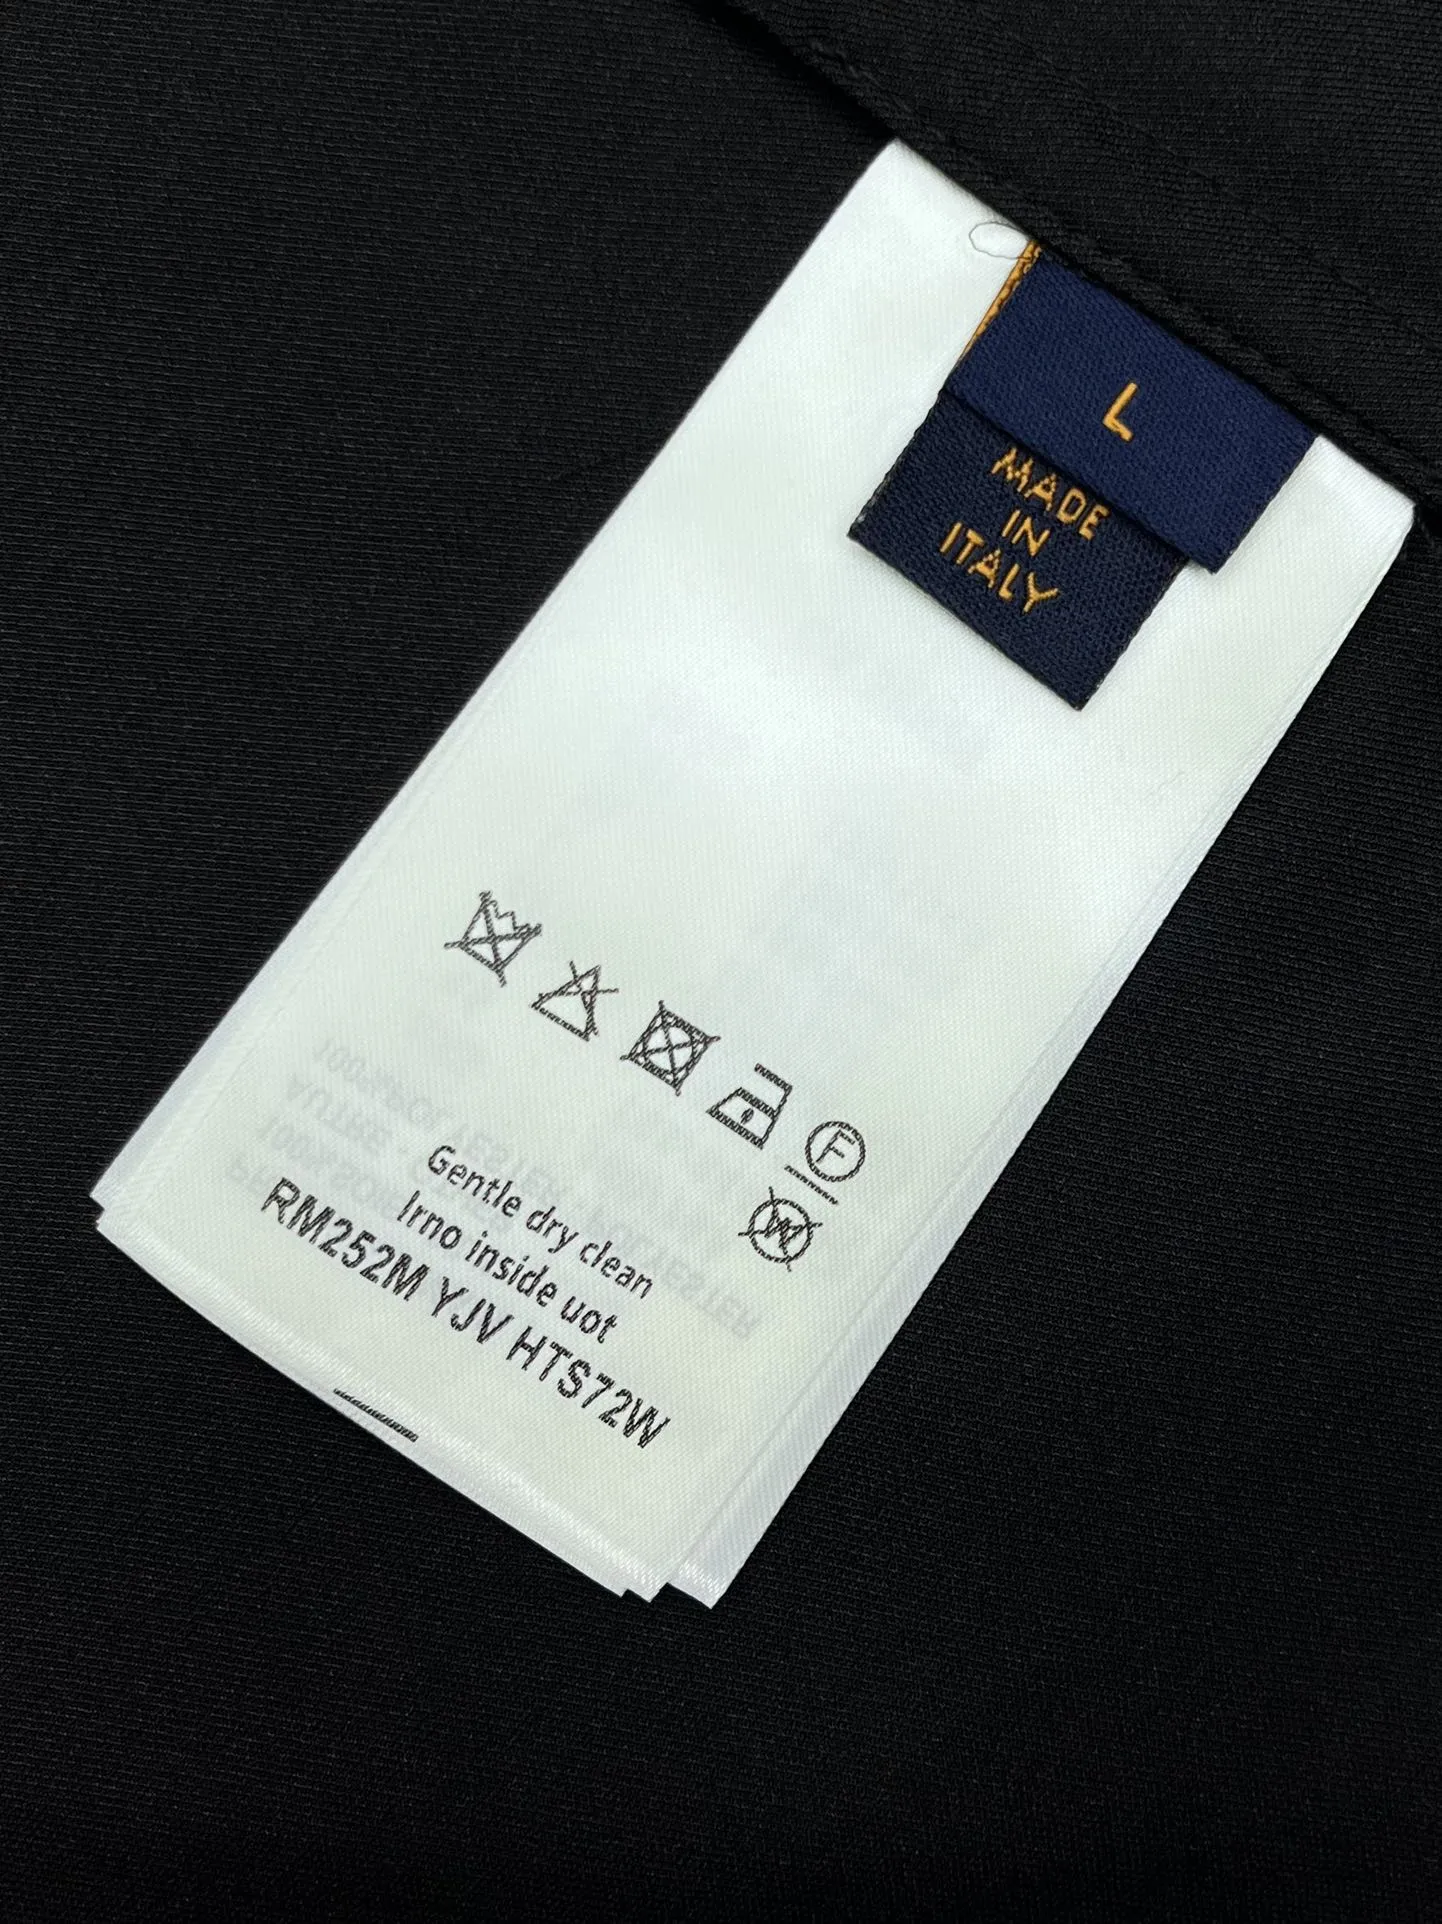 L
MADE
IN
ITALY
F
W
Gentle dry clean
Irno inside uot
RM252M YJV HTS72W